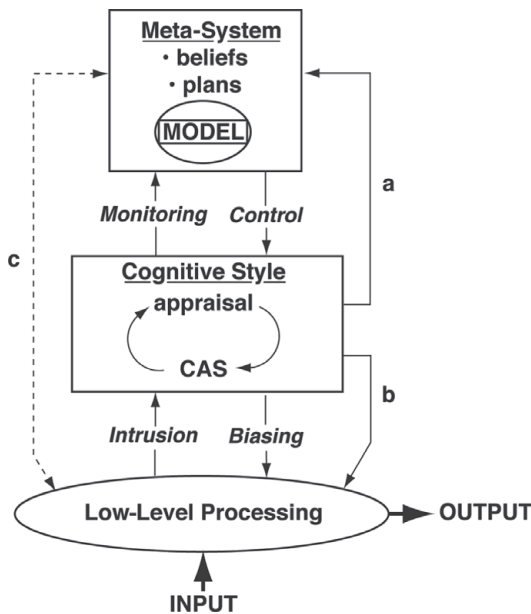 Meta-System
· beliefs
· plans
MODEL
a
Monitoring Control
c
Cognitive Style
appraisal
CAS
b
Intrusion Biasing
Low-Level Processing
OUTPUT
INPUT